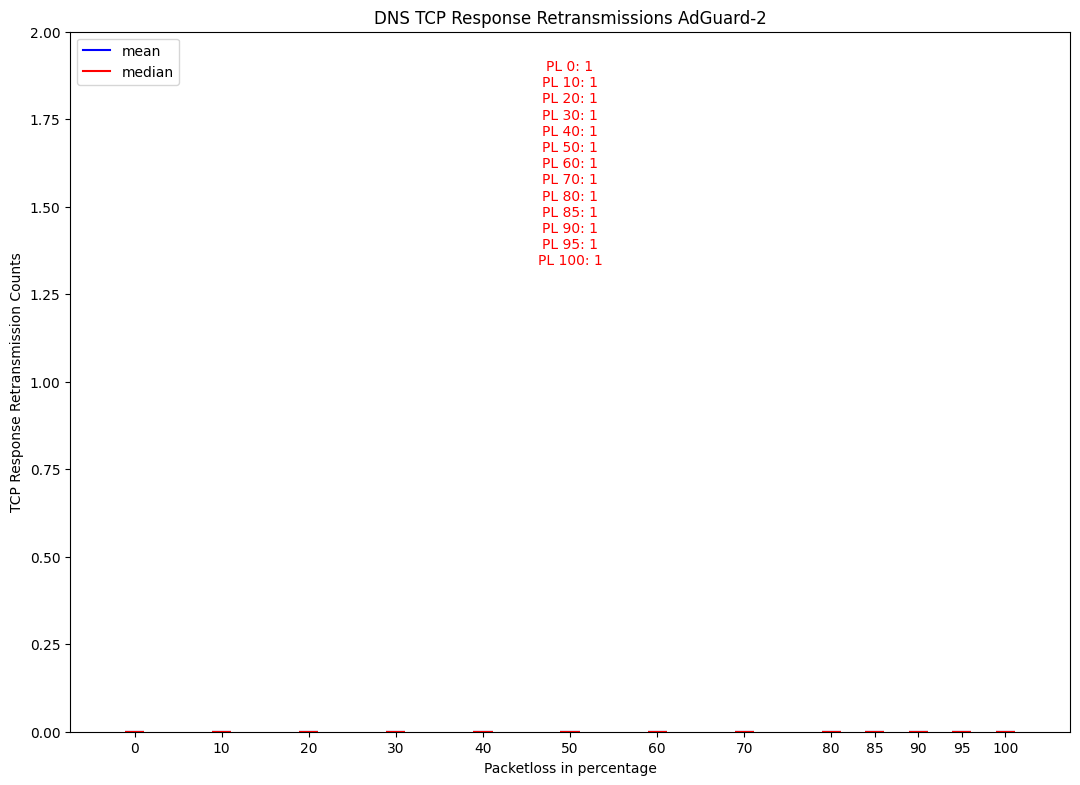 DNS TCP Response Retransmissions AdGuard-2
mean
median
PL 0: 1
PL 10: 1
PL 20: 1
PL 30: 1
PL 40: 1
PL 50: 1
PL 60: 1
PL 70: 1
PL 80: 1
PL 85: 1
PL 90: 1
PL 95: 1
PL 100: 1
TCP Response Retransmission Counts
2.00
1.75
1.50
1.25
1.00
0.75
0.50
0.25
0.00
0 10 20 30 40 50 60 70 80 85 90 95 100
Packetloss in percentage